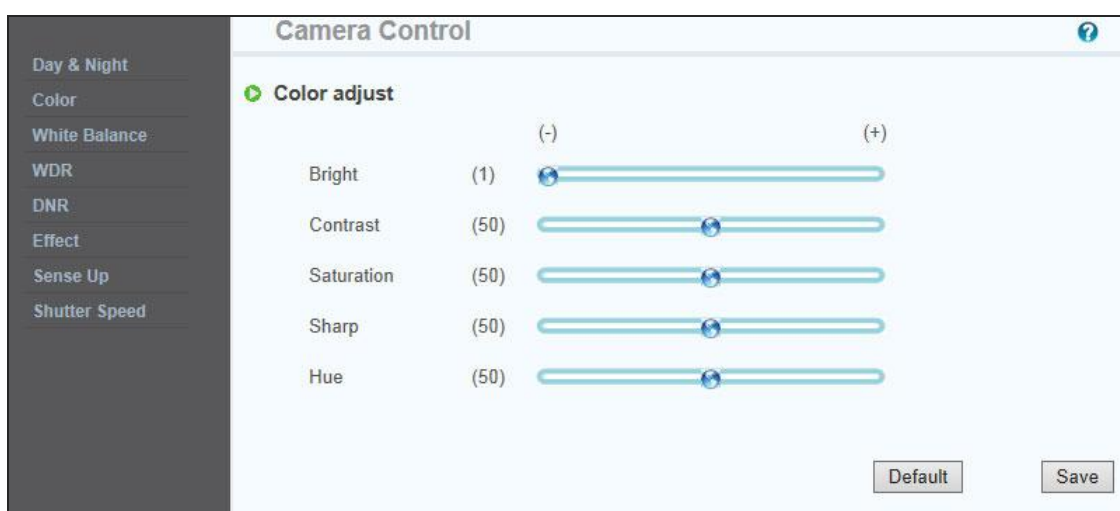 Camera Control
?
Day & Night
Color
White Balance
WDR
DNR
Effect
Sense Up
Shutter Speed
Color adjust
(-) (+)
Bright (1)
Contrast (50)
Saturation (50)
Sharp (50)
Hue (50)
Default Save